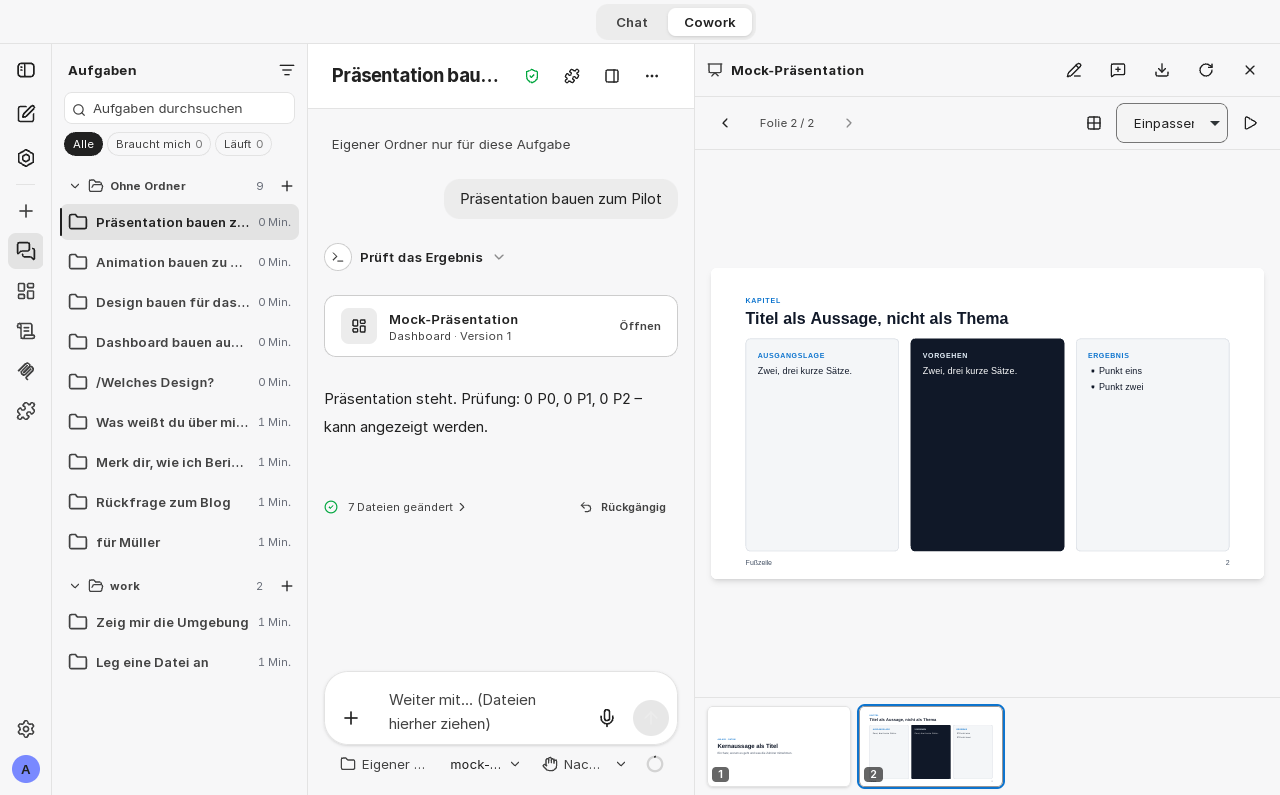 Chat
Cowork
Aufgaben
Aufgaben durchsuchen
Alle
Braucht mich 0
Läuft 0
Ohne Ordner 9
Präsentation bauen z… 0 Min.
Animation bauen zu … 0 Min.
Design bauen für das… 0 Min.
Dashboard bauen au… 0 Min.
/Welches Design? 0 Min.
Was weißt du über mi… 1 Min.
Merk dir, wie ich Beri… 1 Min.
Rückfrage zum Blog 1 Min.
für Müller 1 Min.
work 2
Zeig mir die Umgebung 1 Min.
Leg eine Datei an 1 Min.
A
Präsentation bau…
Eigener Ordner nur für diese Aufgabe
Präsentation bauen zum Pilot
Prüft das Ergebnis
Mock-Präsentation
Dashboard · Version 1
Öffnen
Präsentation steht. Prüfung: 0 P0, 0 P1, 0 P2 –
kann angezeigt werden.
7 Dateien geändert
Rückgängig
Weiter mit… (Dateien
hierher ziehen)
Eigener …
mock-…
Nac…
Mock-Präsentation
Folie 2 / 2
Einpassen
KAPITEL
Titel als Aussage, nicht als Thema
AUSGANGSLAGE
Zwei, drei kurze Sätze.
VORGEHEN
Zwei, drei kurze Sätze.
ERGEBNIS
• Punkt eins
• Punkt zwei
Fußzeile
2
Kernaussage als Titel
1
Titel als Aussage, nicht als Thema
2